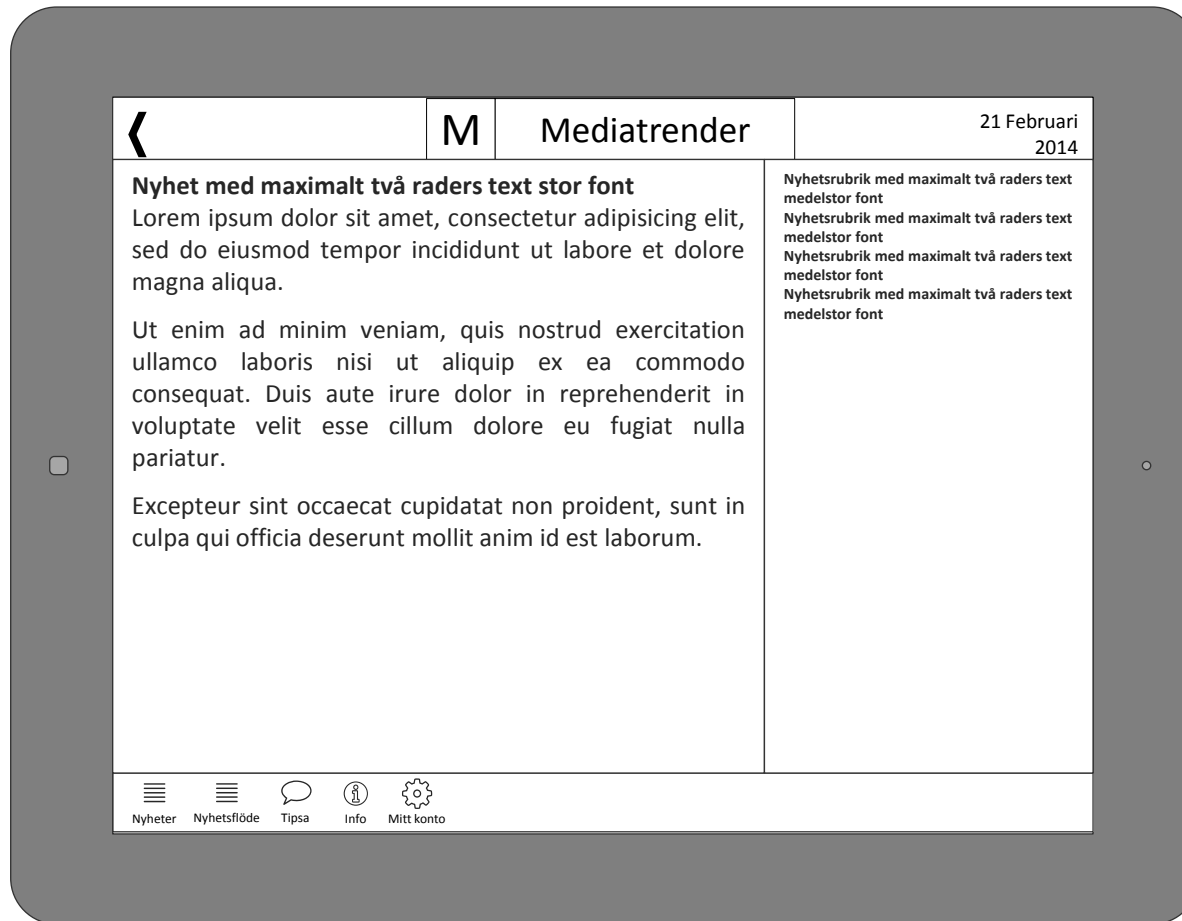 M
Mediatrender
21 Februari
2014
Nyhet med maximalt två raders text stor font
Lorem ipsum dolor sit amet, consectetur adipisicing elit,
sed do eiusmod tempor incididunt ut labore et dolore
magna aliqua.
Ut enim ad minim veniam, quis nostrud exercitation
ullamco laboris nisi ut aliquip ex ea commodo
consequat. Duis aute irure dolor in reprehenderit in
voluptate velit esse cillum dolore eu fugiat nulla
pariatur.
Excepteur sint occaecat cupidatat non proident, sunt in
culpa qui officia deserunt mollit anim id est laborum.
Nyhetsrubrik med maximalt två raders text
medelstor font
Nyhetsrubrik med maximalt två raders text
medelstor font
Nyhetsrubrik med maximalt två raders text
medelstor font
Nyhetsrubrik med maximalt två raders text
medelstor font
Nyheter Nyhetsflöde Tipsa Info Mitt konto